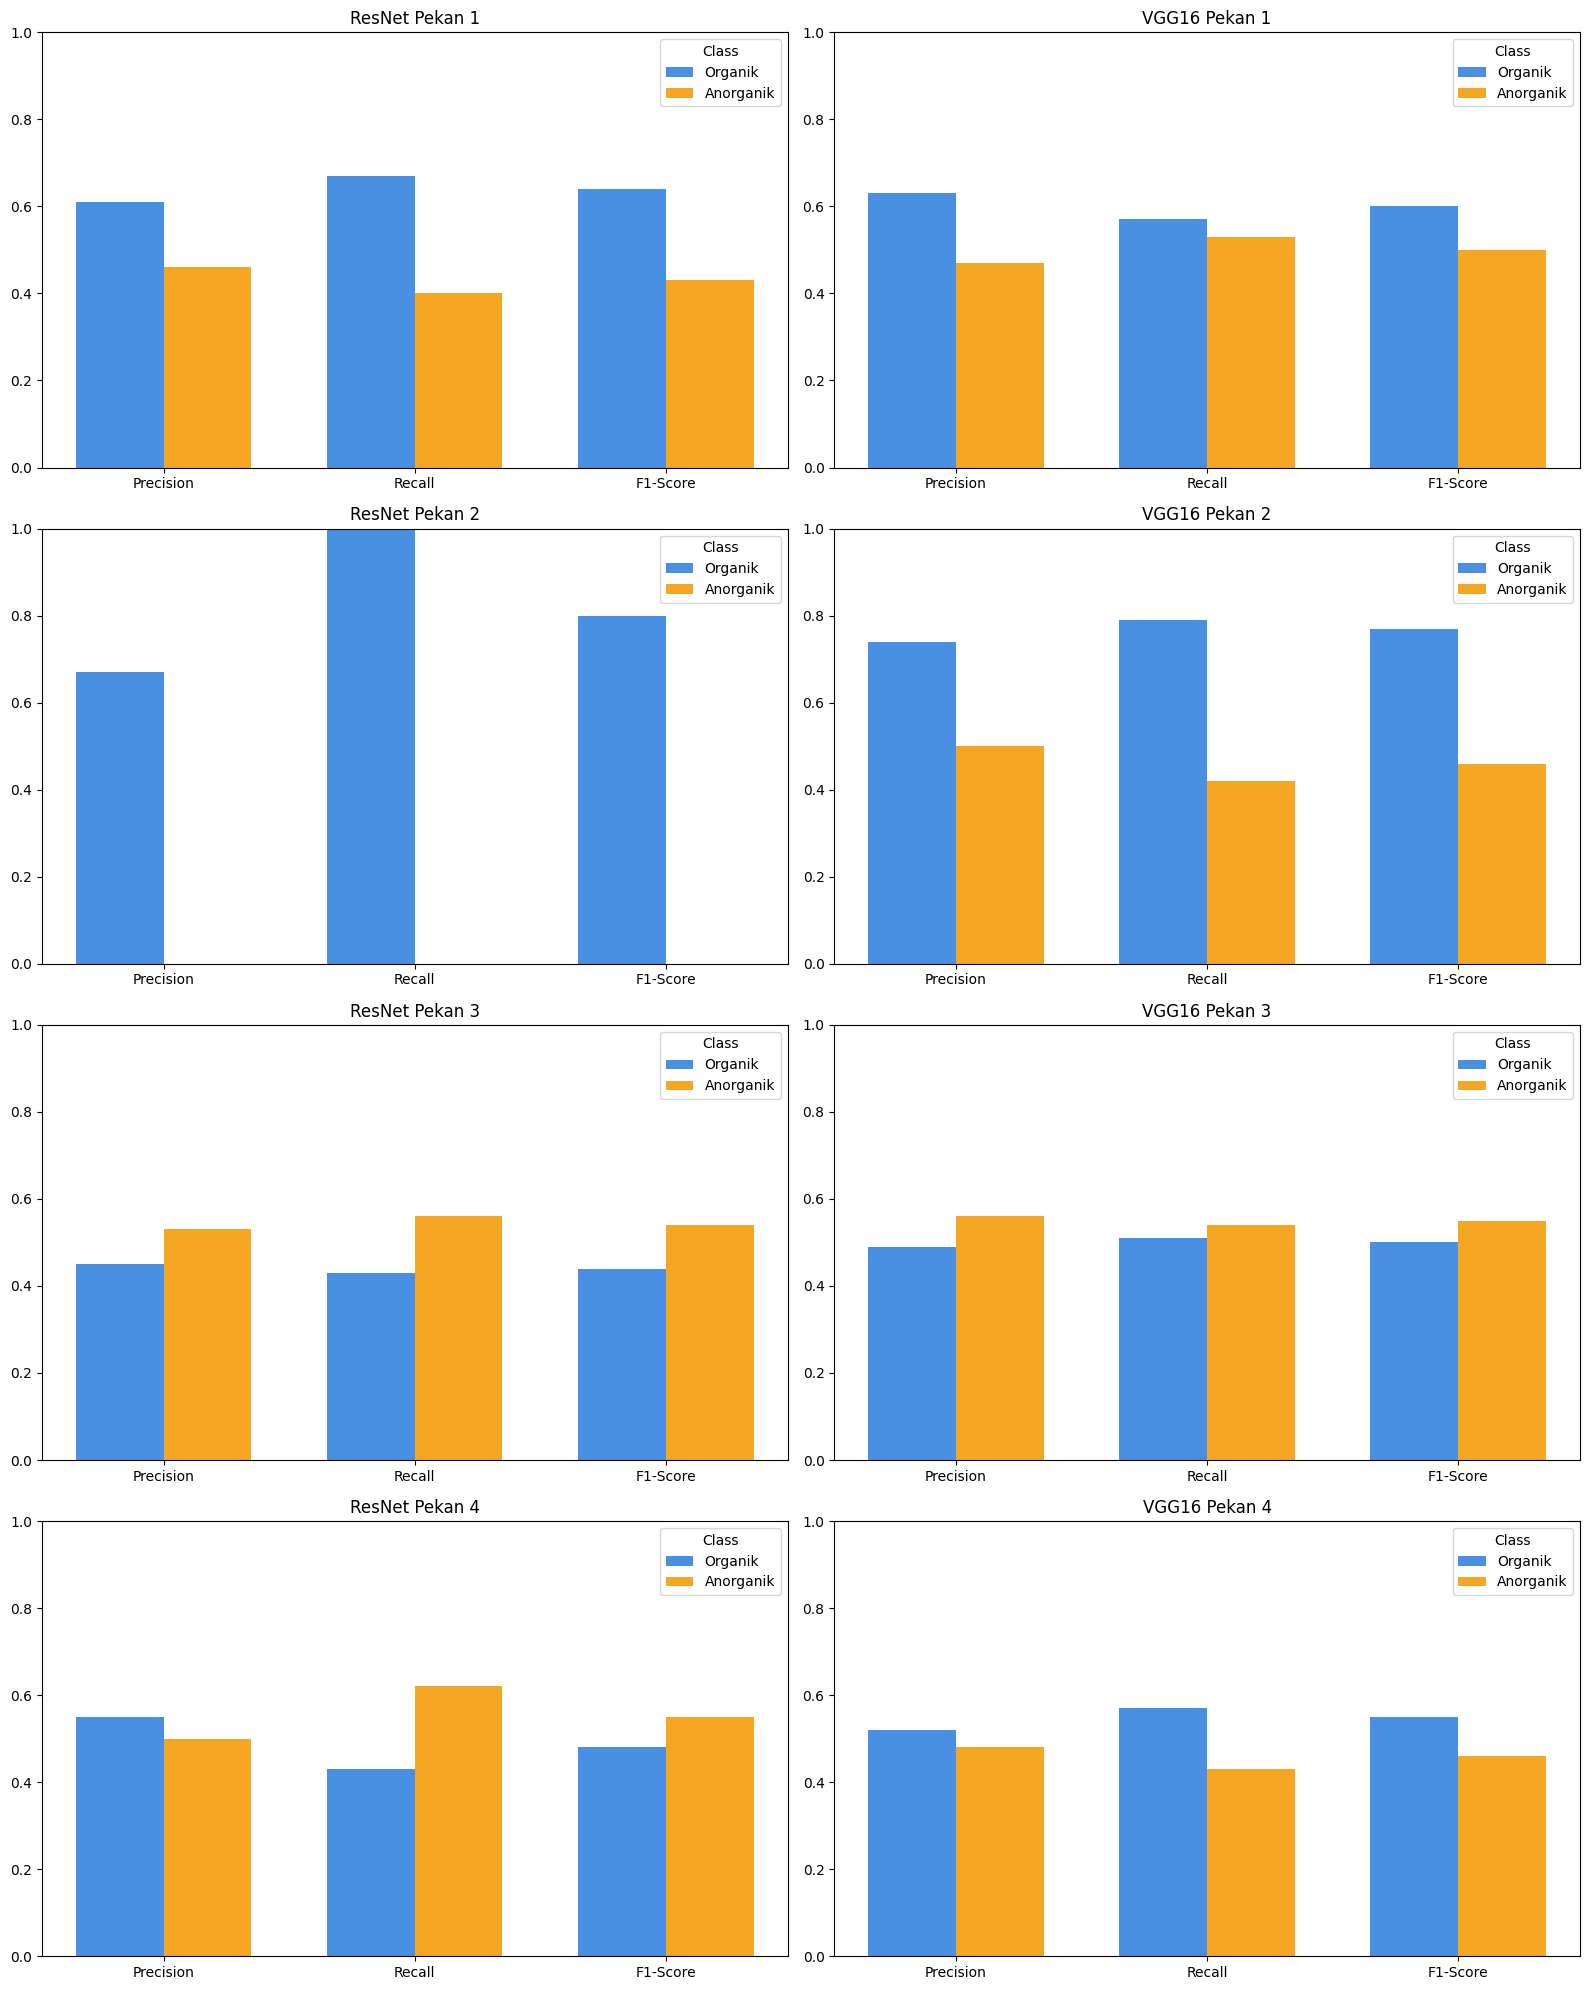 ResNet Pekan 1
1.0
0.8
0.6
0.4
0.2
0.0
Class
Organik
Anorganik
Precision Recall F1-Score
VGG16 Pekan 1
1.0
0.8
0.6
0.4
0.2
0.0
Class
Organik
Anorganik
Precision Recall F1-Score
ResNet Pekan 2
1.0
0.8
0.6
0.4
0.2
0.0
Class
Organik
Anorganik
Precision Recall F1-Score
VGG16 Pekan 2
1.0
0.8
0.6
0.4
0.2
0.0
Class
Organik
Anorganik
Precision Recall F1-Score
ResNet Pekan 3
1.0
0.8
0.6
0.4
0.2
0.0
Class
Organik
Anorganik
Precision Recall F1-Score
VGG16 Pekan 3
1.0
0.8
0.6
0.4
0.2
0.0
Class
Organik
Anorganik
Precision Recall F1-Score
ResNet Pekan 4
1.0
0.8
0.6
0.4
0.2
0.0
Class
Organik
Anorganik
Precision Recall F1-Score
VGG16 Pekan 4
1.0
0.8
0.6
0.4
0.2
0.0
Class
Organik
Anorganik
Precision Recall F1-Score